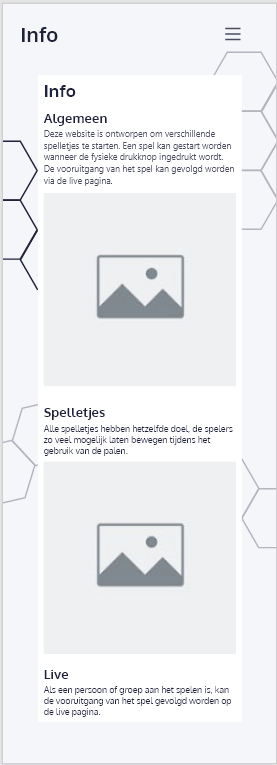 Info
Info
Algemeen
Deze website is ontworpen om verschillende
spelletjes te starten. Een spel kan gestart worden
wanneer de fysieke drukknop ingedrukt wordt.
De vooruitgang van het spel kan gevolgd worden
via de live pagina.
Spelletjes
Alle spelletjes hebben hetzelfde doel, de spelers
zo veel mogelijk laten bewegen tijdens het
gebruik van de palen.
Live
Als een persoon of groep aan het spelen is, kan
de vooruitgang van het spel gevolgd worden op
de live pagina.